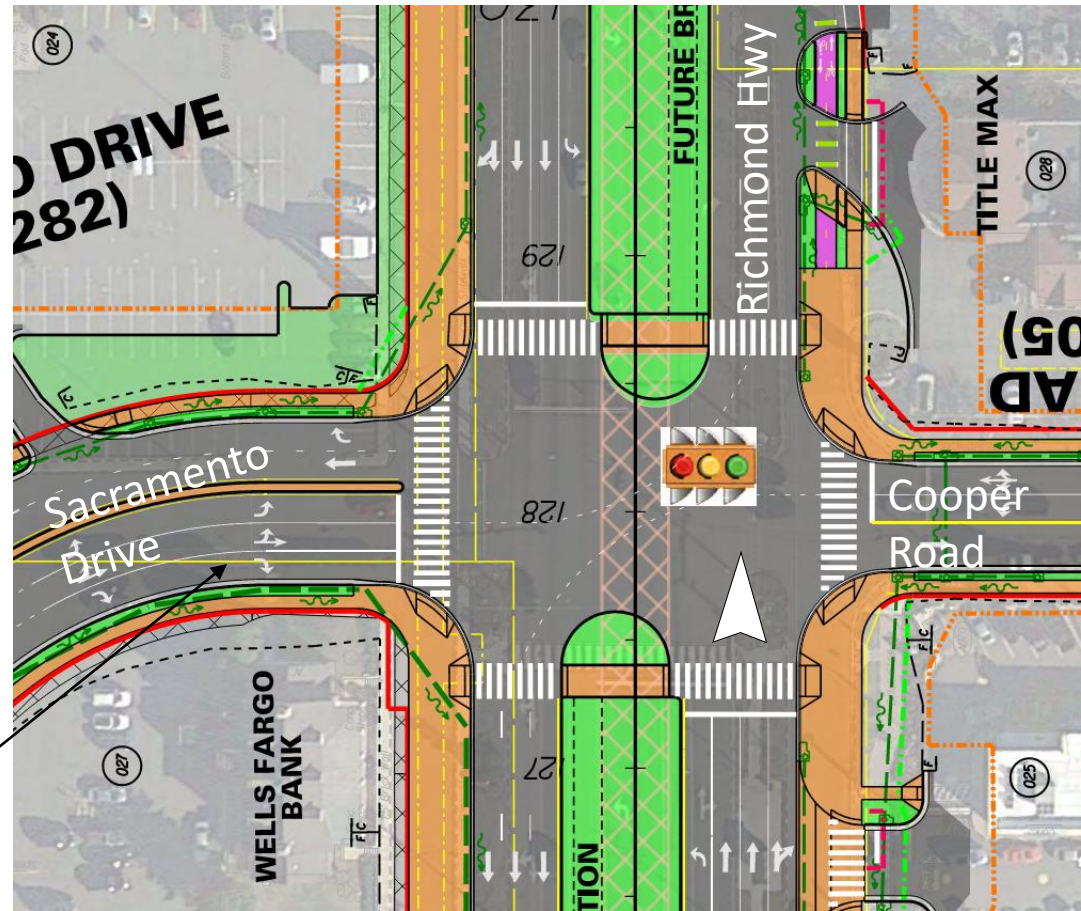 024
O DRIVE
282)
130
FUTURE BR
Richmond Hwy
TITLE MAX
028
129
05)
AD
C
F
C
J
Sacramento
Drive
128
Cooper
Road
F C
WELLS FARGO
BANK
027
127
F C
TION
F
025